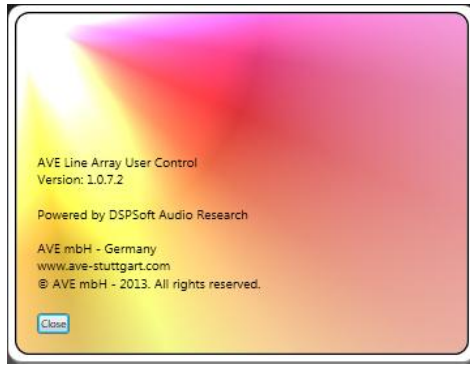 AVE Line Array User Control
Version: 1.0.7.2
Powered by DSPSoft Audio Research
AVE mbH - Germany
www.ave-stuttgart.com
© AVE mbH - 2013. All rights reserved.
Close